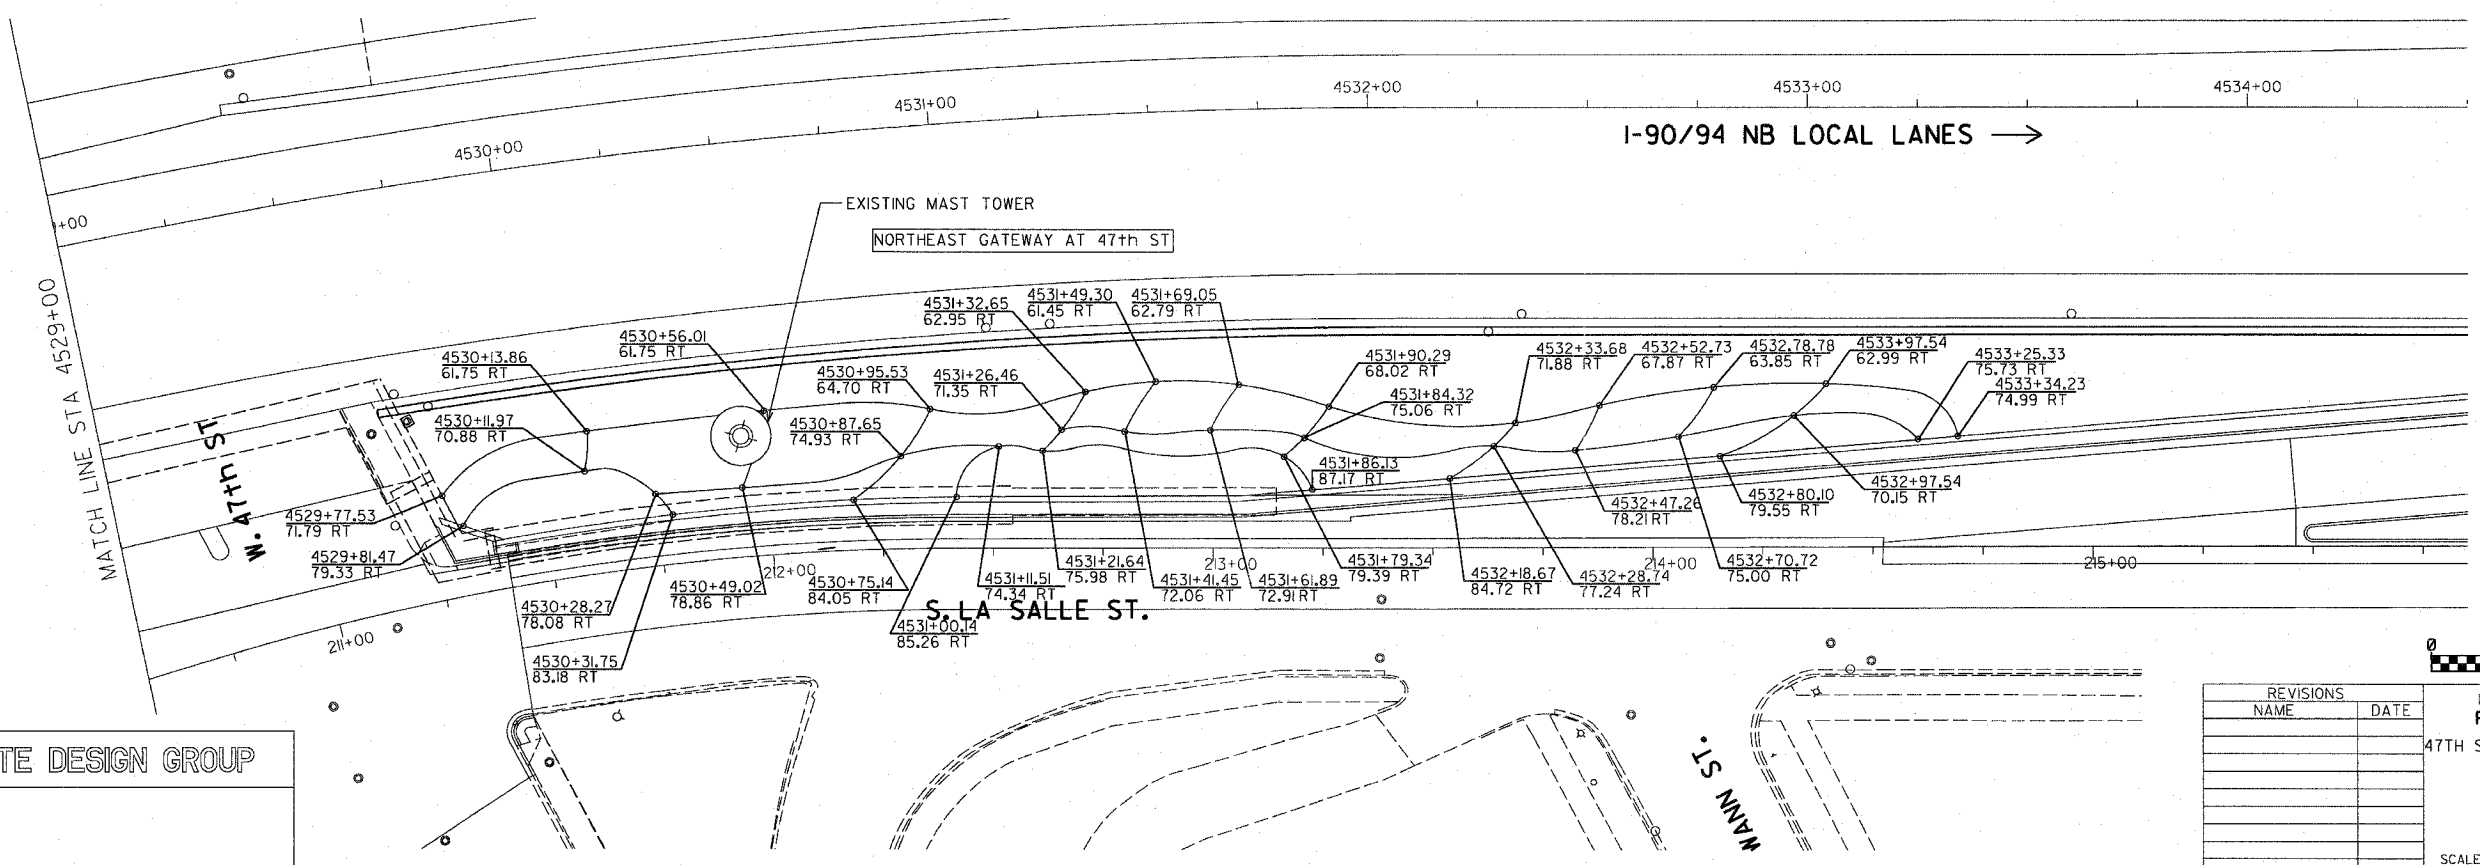 4530+00
4531+00
4532+00
4533+00
4534+00
I-90/94 NB LOCAL LANES
+00
MATCH LINE STA 4529+00
W. 47th ST
EXISTING MAST TOWER
NORTHEAST GATEWAY AT 47th ST
4530+13.86
61.75 RT
4530+11.97
70.88 RT
4529+77.53
71.79 RT
4529+81.47
79.33 RT
4530+56.01
61.75 RT
4530+95.53
64.70 RT
4530+87.65
74.93 RT
4531+32.65
62.95 RT
4531+26.46
71.35 RT
4531+49.30
61.45 RT
4531+69.05
62.79 RT
4531+90.29
68.02 RT
4531+84.32
75.06 RT
4531+86.13
87.17 RT
4532+33.68
71.88 RT
4532+52.73
67.87 RT
4532.78.78
63.85 RT
4533+97.54
62.99 RT
4533+25.33
75.73 RT
4533+34.23
74.99 RT
4532+97.54
70.15 RT
4532+80.10
79.55 RT
4532+47.26
78.21 RT
4532+70.72
75.00 RT
4532+28.74
77.24 RT
4532+18.67
84.72 RT
4531+79.34
79.39 RT
4531+61.89
72.91 RT
4531+41.45
72.06 RT
4531+21.64
75.98 RT
4531+11.51
74.34 RT
4531+00.14
85.26 RT
4530+75.14
84.05 RT
4530+49.02
78.86 RT
4530+28.27
78.08 RT
4530+31.75
83.18 RT
211+00
212+00
213+00
214+00
215+00
S. LA SALLE ST.
WANN ST.
TE DESIGN GROUP
0
REVISIONS
NAME DATE
47TH S
SCALE